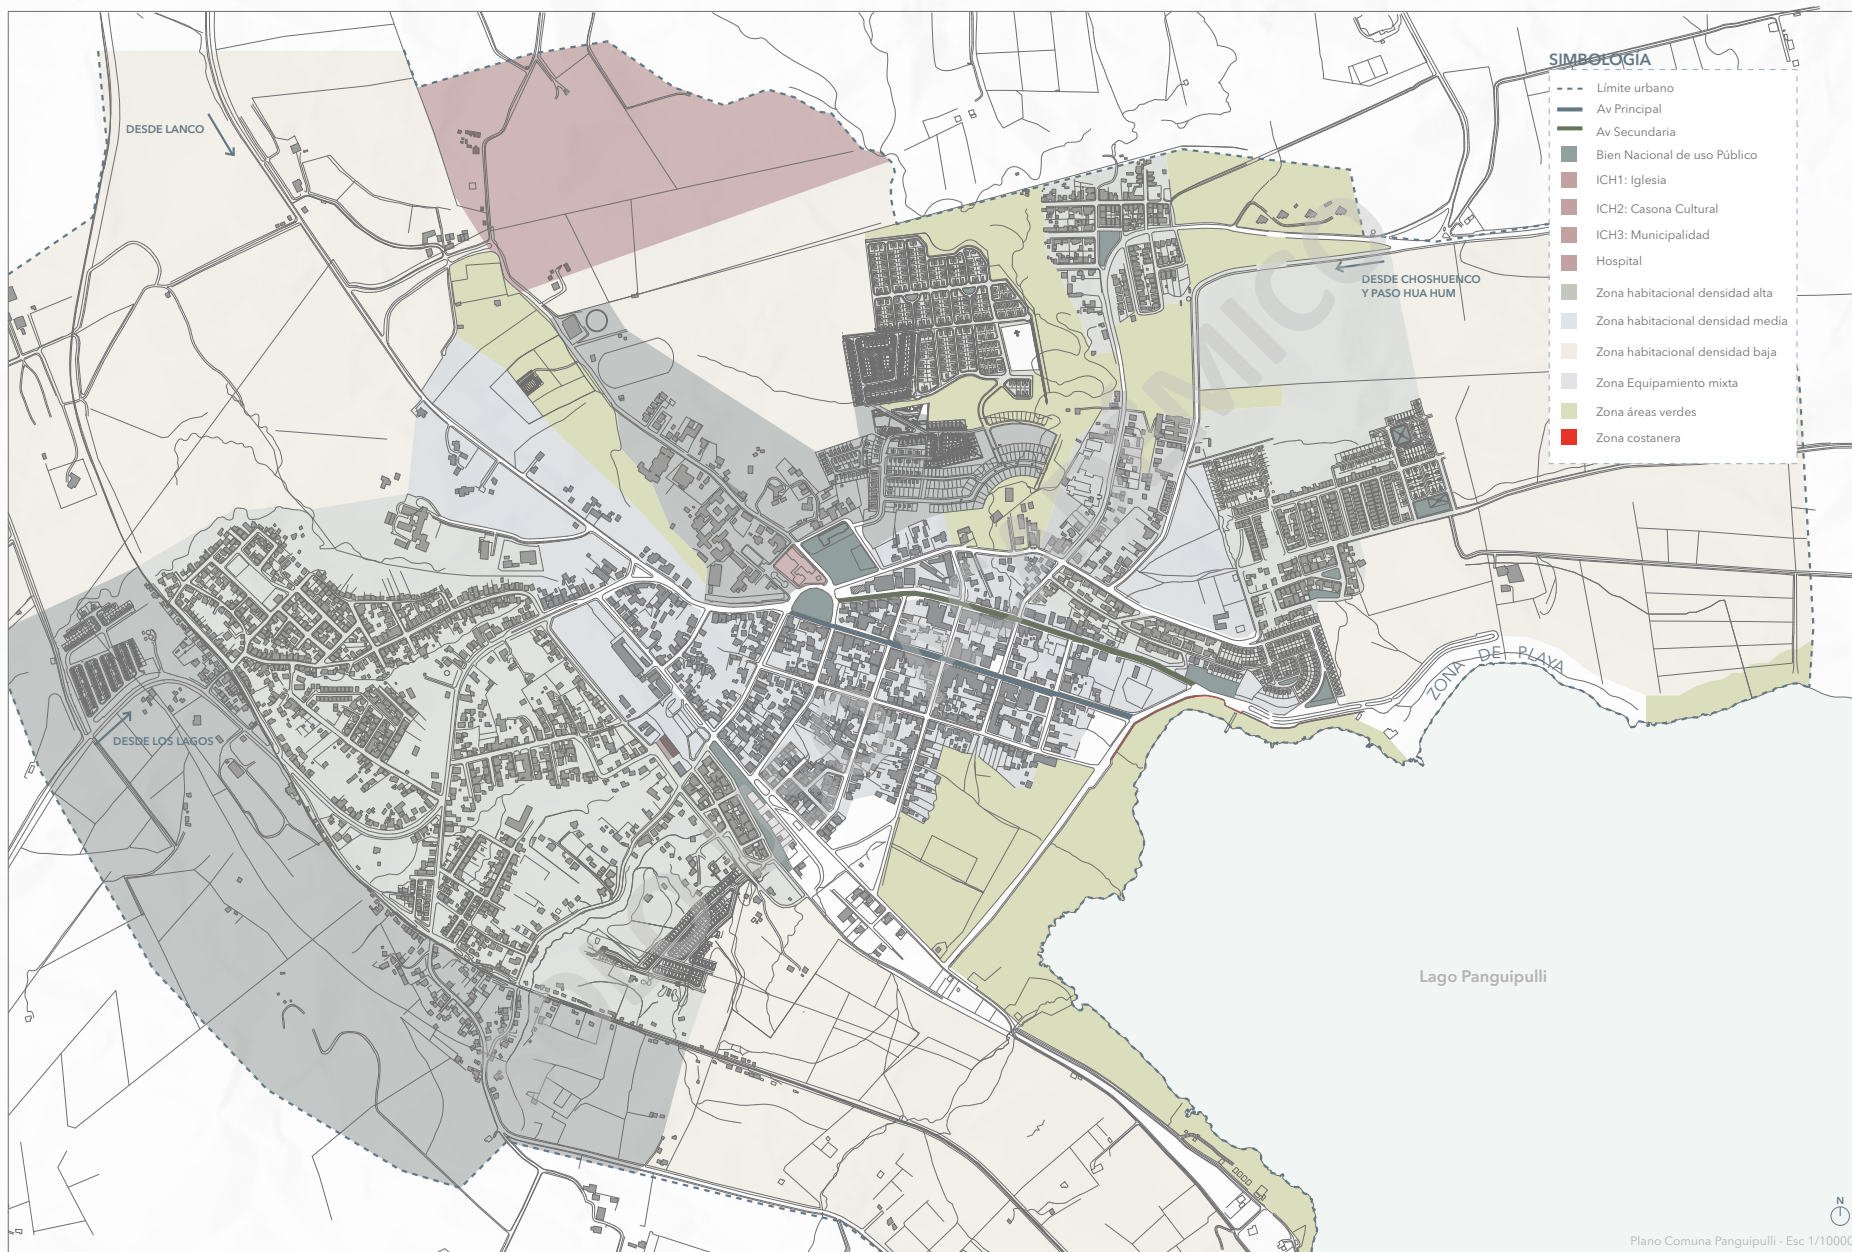 SIMBOLOGÍA
Límite urbano
Av Principal
Av Secundaria
Bien Nacional de uso Público
ICH1: Iglesia
ICH2: Casona Cultural
ICH3: Municipalidad
Hospital
Zona habitacional densidad alta
Zona habitacional densidad media
Zona habitacional densidad baja
Zona Equipamiento mixta
Zona áreas verdes
Zona costanera
DESDE LANCO
DESDE CHOSHUENCO
Y PASO HUA HUM
ZONA DE PLAYA
DESDE LOS LAGOS
Lago Panguipulli
N
Plano Comuna Panguipulli - Esc 1/10000